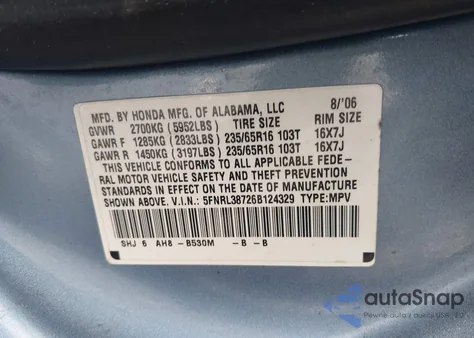 MFD. BY HONDA MFG. OF ALABAMA, LLC 8/'06
GVWR 2700KG (5952LBS) TIRE SIZE RIM SIZE
GAWR F 1285KG (2833LBS) 235/65R16 103T 16X7J
GAWR R 1450KG (3197LBS) 235/65R16 103T 16X7J
THIS VEHICLE CONFORMS TO ALL APPLICABLE FEDE-
RAL MOTOR VEHICLE SAFETY AND THEFT PREVENTION
STANDARDS IN EFFECT ON THE DATE OF MANUFACTURE
SHOWN ABOVE. V.I.N.: 5FNRL38726B124329 TYPE:MPV
SHJ 6 AH8 -B530M -B -B
autoSnap
Pewne auta z USA